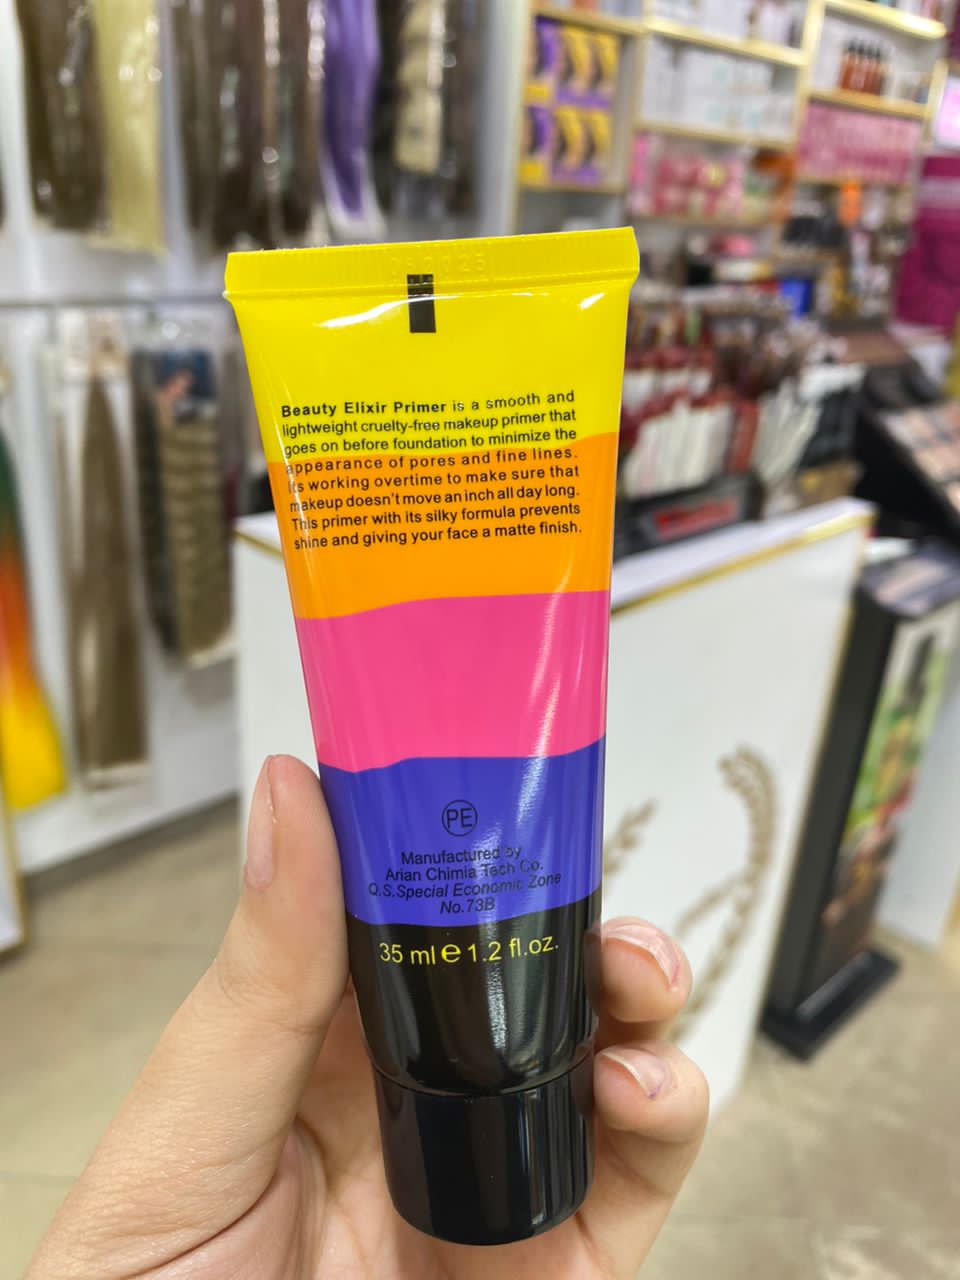 Beauty Elixir Primer is a smooth and
lightweight cruelty-free makeup primer that
goes on before foundation to minimize the
appearance of pores and fine lines.
Its working overtime to make sure that
makeup doesn't move an inch all day long.
This primer with its silky formula prevents
shine and giving your face a matte finish.
PE
Manufactured by
Arian Chimia Tech Co.
Q.S.Special Economic Zone
No.73B
35 ml e 1.2 fl.oz.